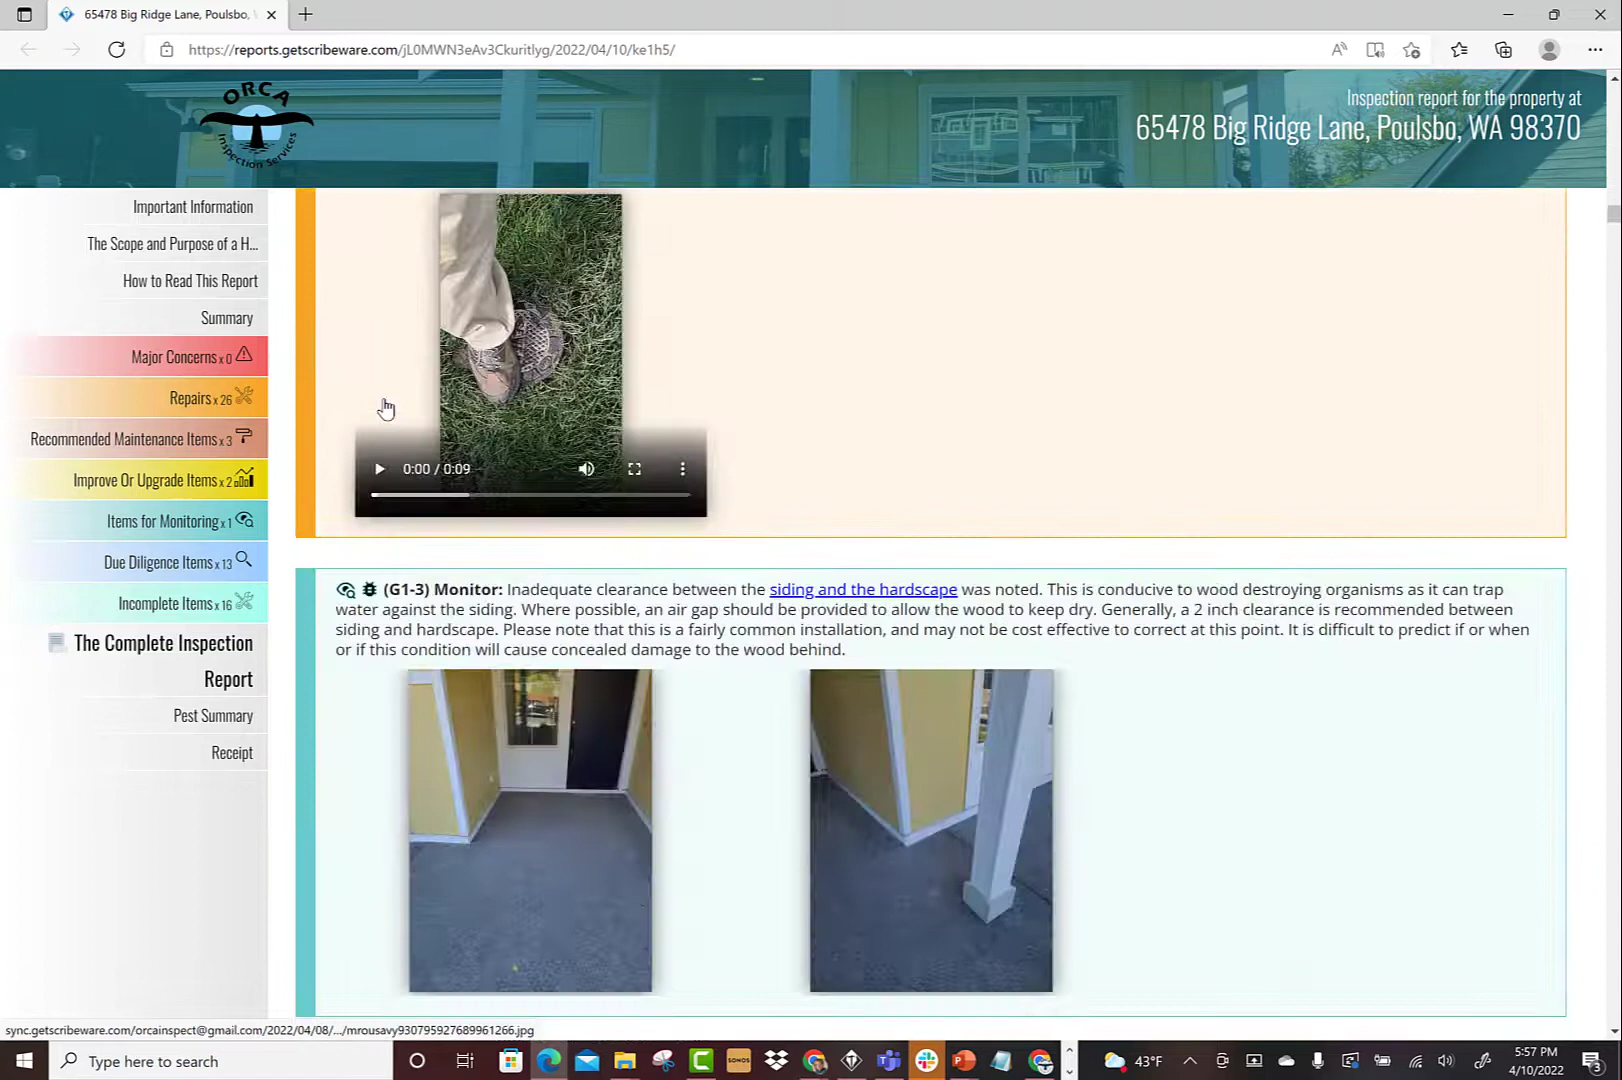 65478 Big Ridge Lane, Poulsbo, V
https://reports.getscribeware.com/jL0MWN3eAv3Ckuritlyg/2022/04/10/ke1h5/
ORCA
Inspection Services
Inspection report for the property at
65478 Big Ridge Lane, Poulsbo, WA 98370
Important Information
The Scope and Purpose of a H...
How to Read This Report
Summary
Major Concerns x 0
Repairs x 26
Recommended Maintenance Items x 3
Improve Or Upgrade Items x 2
Items for Monitoring x 1
Due Diligence Items x 13
Incomplete Items x 16
The Complete Inspection
Report
Pest Summary
Receipt
0:00 / 0:09
(G1-3) Monitor: Inadequate clearance between the siding and the hardscape was noted. This is conducive to wood destroying organisms as it can trap
water against the siding. Where possible, an air gap should be provided to allow the wood to keep dry. Generally, a 2 inch clearance is recommended between
siding and hardscape. Please note that this is a fairly common installation, and may not be cost effective to correct at this point. It is difficult to predict if or when
or if this condition will cause concealed damage to the wood behind.
sync.getscribeware.com/orcainspect@gmail.com/2022/04/08/.../mrousavy930795927689961266.jpg
Type here to search
SONOS
43°F
5:57 PM
4/10/2022
3